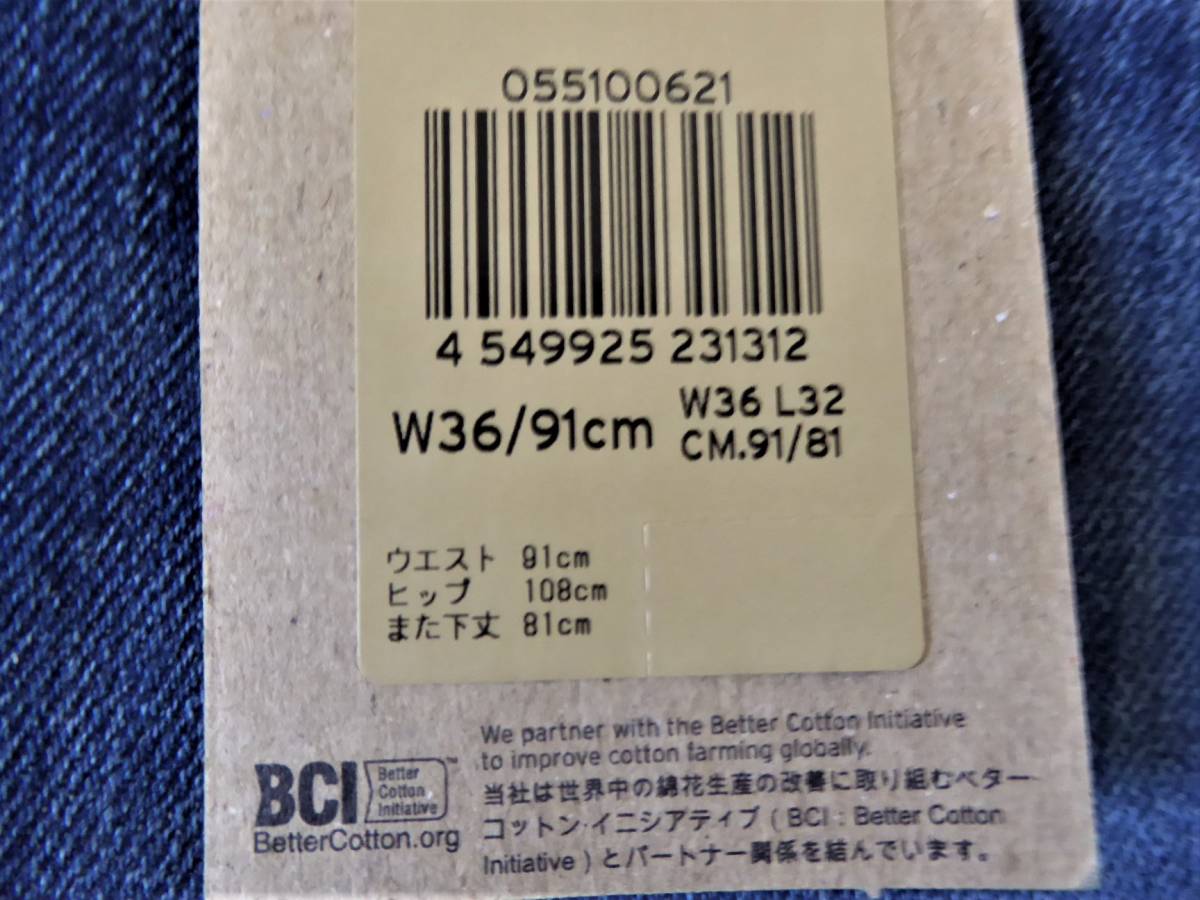 055100621
4 549925 231312
W36/91cm
W36 L32
CM.91/81
ウエスト 91cm
ヒップ 108cm
また下丈 81cm
BCI Better Cotton Initiative™
BetterCotton.org
We partner with the Better Cotton Initiative
to improve cotton farming globally.
当社は世界中の綿花生産の改善に取り組むベター
コットン・イニシアティブ ( BCI : Better Cotton
Initiative ) とパートナー関係を結んでいます。